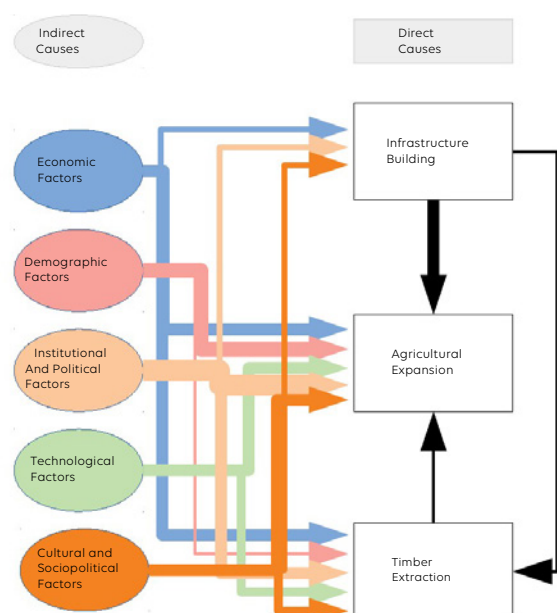 Indirect
Causes
Direct
Causes
Economic
Factors
Demographic
Factors
Institutional
And Political
Factors
Technological
Factors
Cultural and
Sociopolitical
Factors
Infrastructure
Building
Agricultural
Expansion
Timber
Extraction